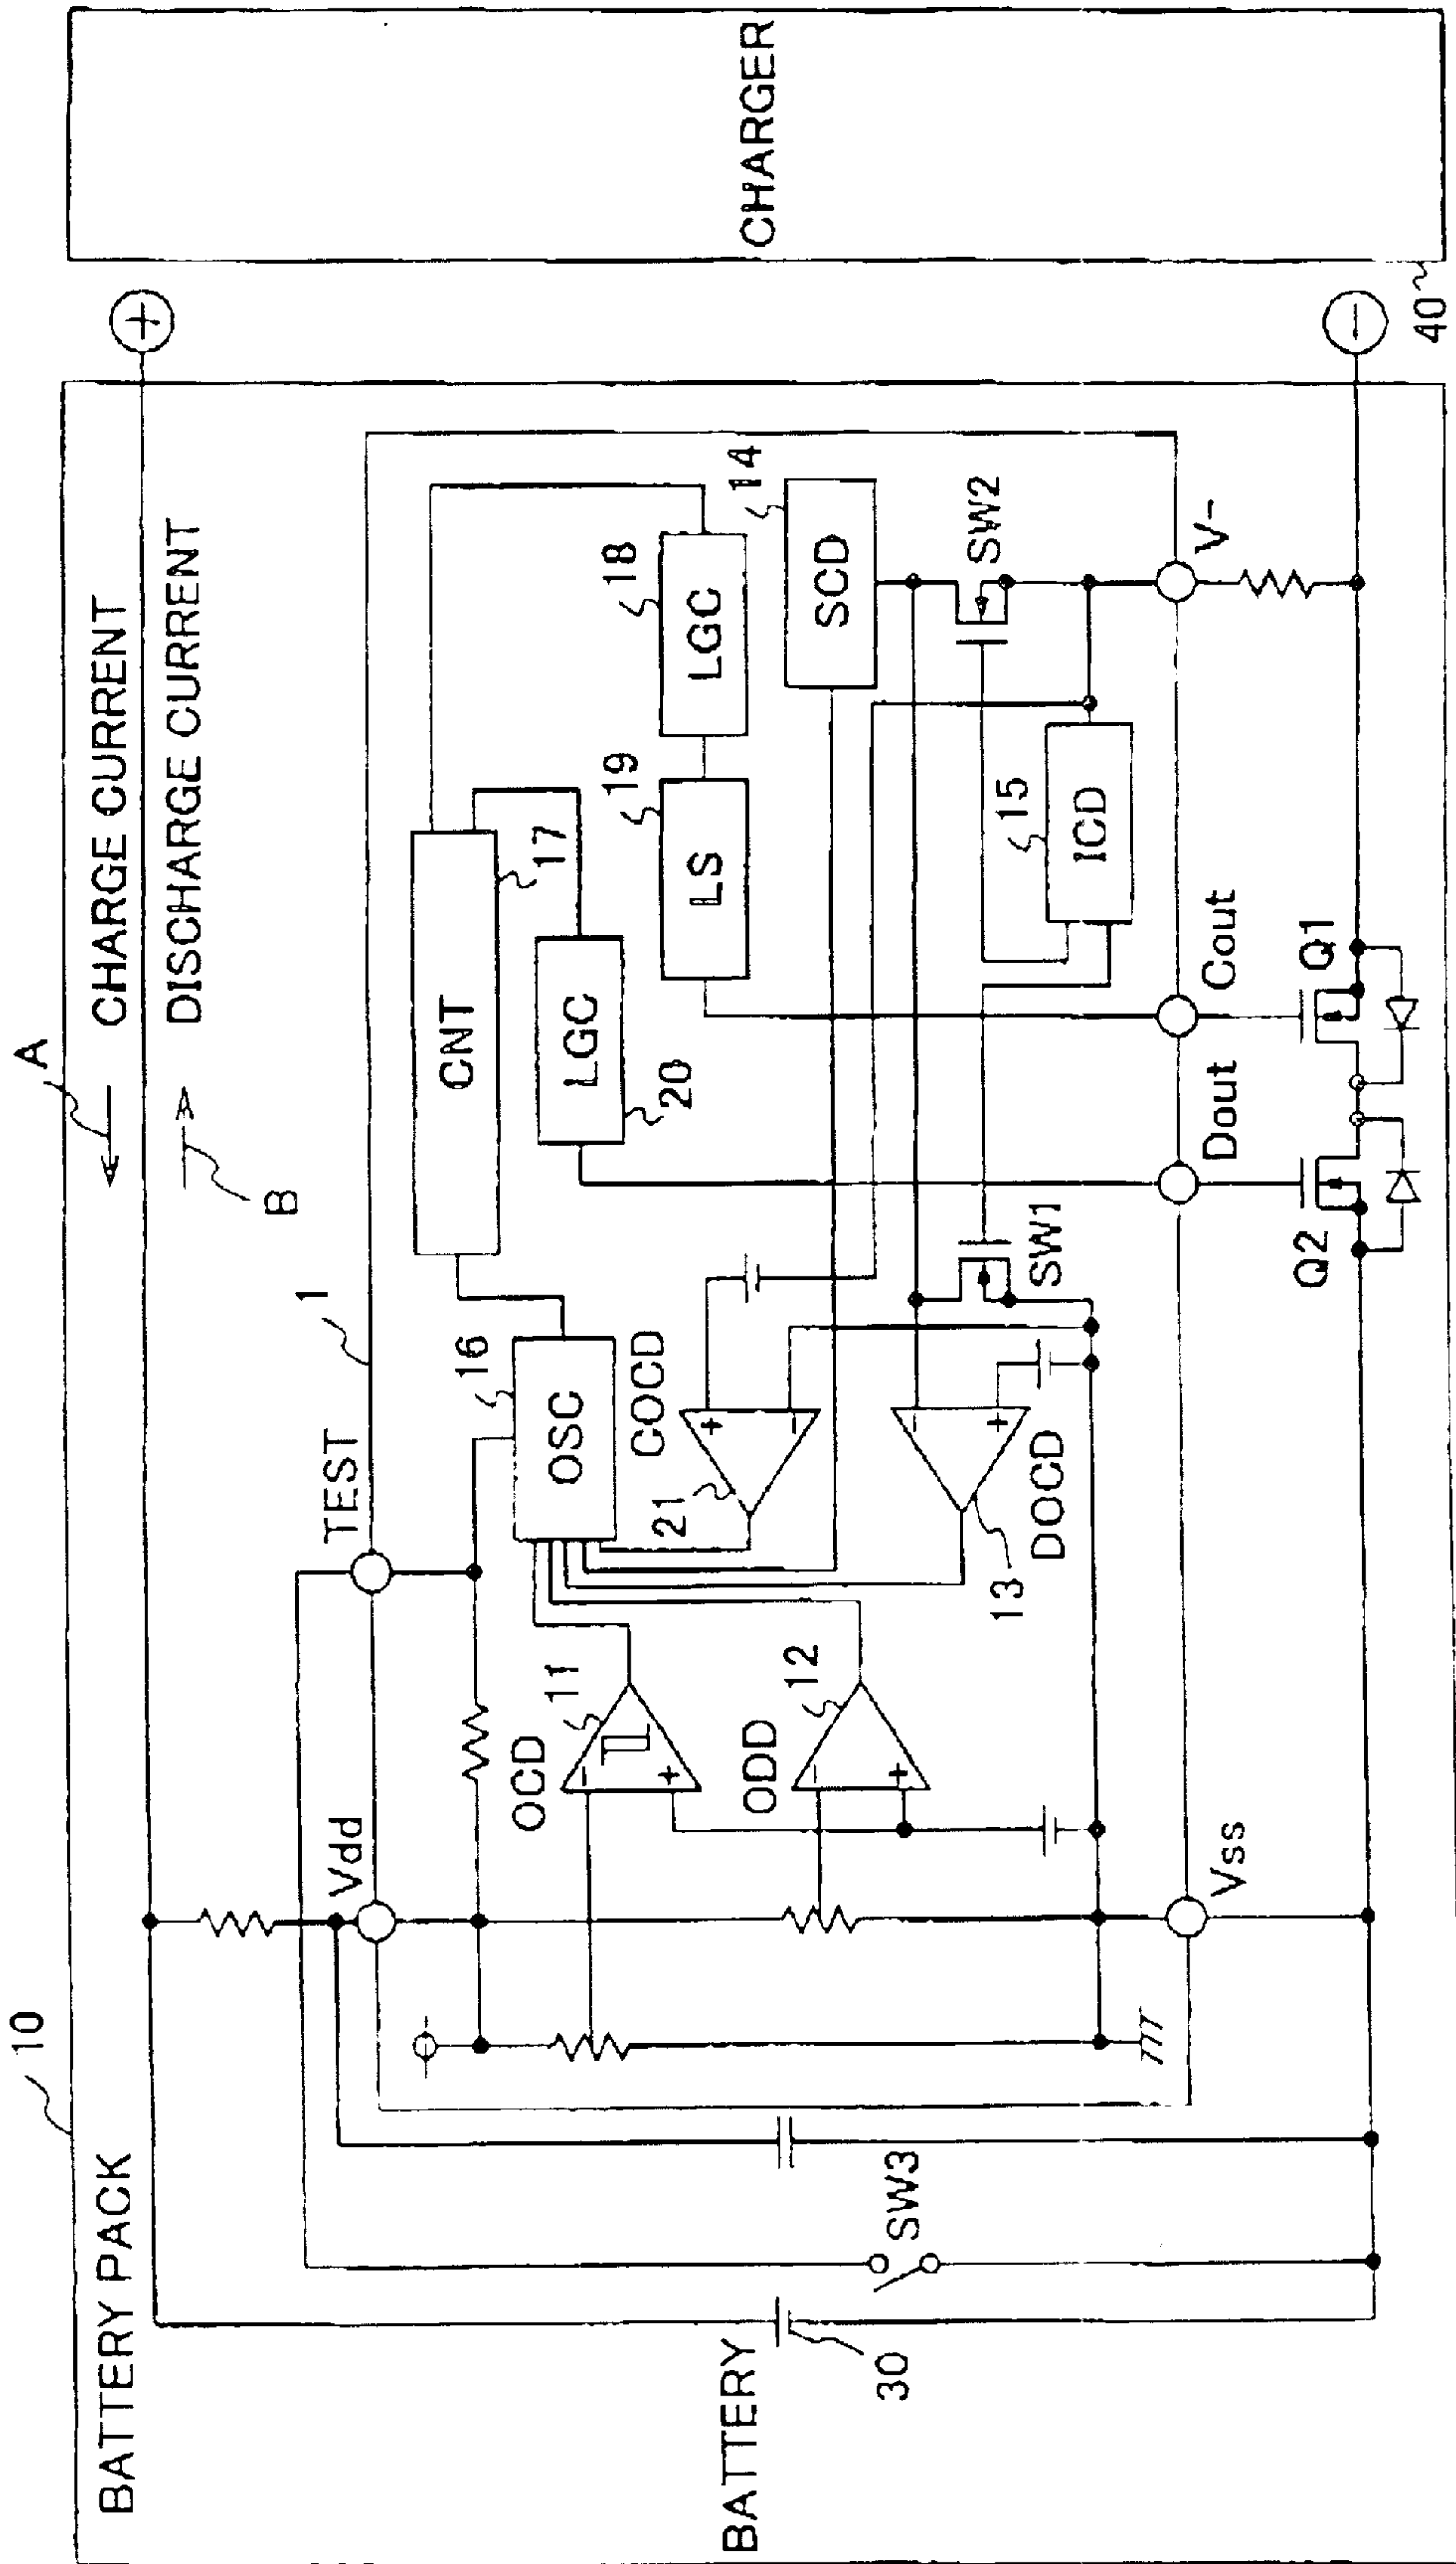 BATTERY PACK
10
A
CHARGE CURRENT
B
DISCHARGE CURRENT
+
CHARGER
40
-
1
TEST
Vdd
OCD
11
-
+
ODD
12
-
+
OSC
16
COCD
21
+
-
DOCD
13
-
+
CNT
17
LGC
20
LS
19
LGC
18
SCD
14
ICD
15
SW1
SW2
SW3
BATTERY
30
Vss
Dout
Cout
V-
Q2
Q1